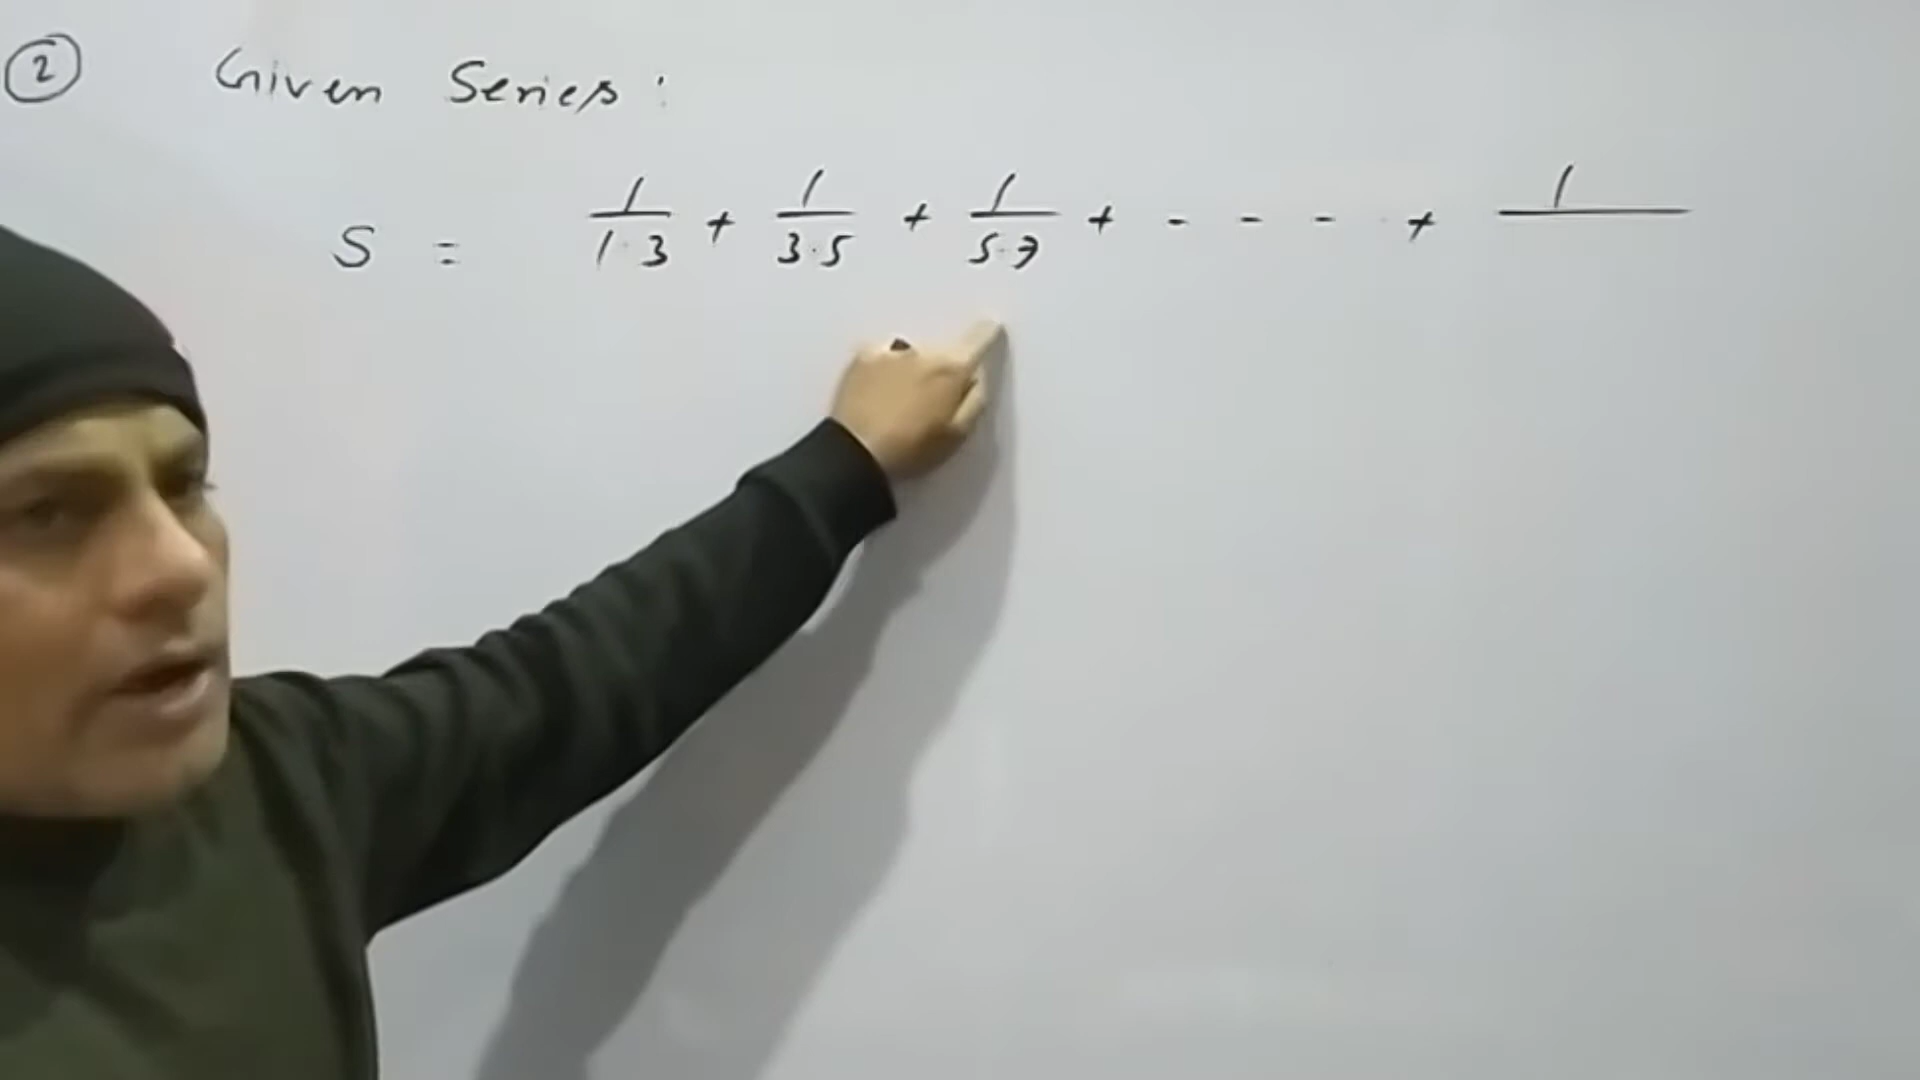 ② Given Series :
S = 1/1·3 + 1/3·5 + 1/5·7 + - - - + 1/